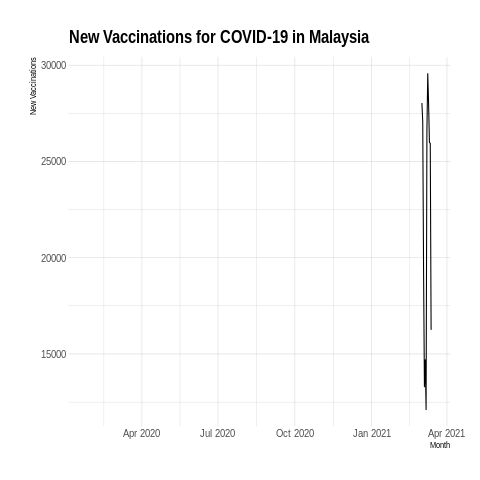 New Vaccinations for COVID-19 in Malaysia
New Vaccinations
30000
25000
20000
15000
Apr 2020
Jul 2020
Oct 2020
Jan 2021
Apr 2021
Month